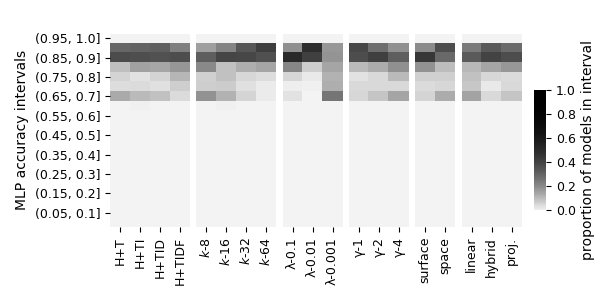 MLP accuracy intervals
(0.95, 1.0]
(0.85, 0.9]
(0.75, 0.8]
(0.65, 0.7]
(0.55, 0.6]
(0.45, 0.5]
(0.35, 0.4]
(0.25, 0.3]
(0.15, 0.2]
(0.05, 0.1]
H+T
H+TI
H+TID
H+TIDF
k-8
k-16
k-32
k-64
λ-0.1
λ-0.01
λ-0.001
γ-1
γ-2
γ-4
surface
space
linear
hybrid
proj.
1.0
0.8
0.6
0.4
0.2
0.0
proportion of models in interval